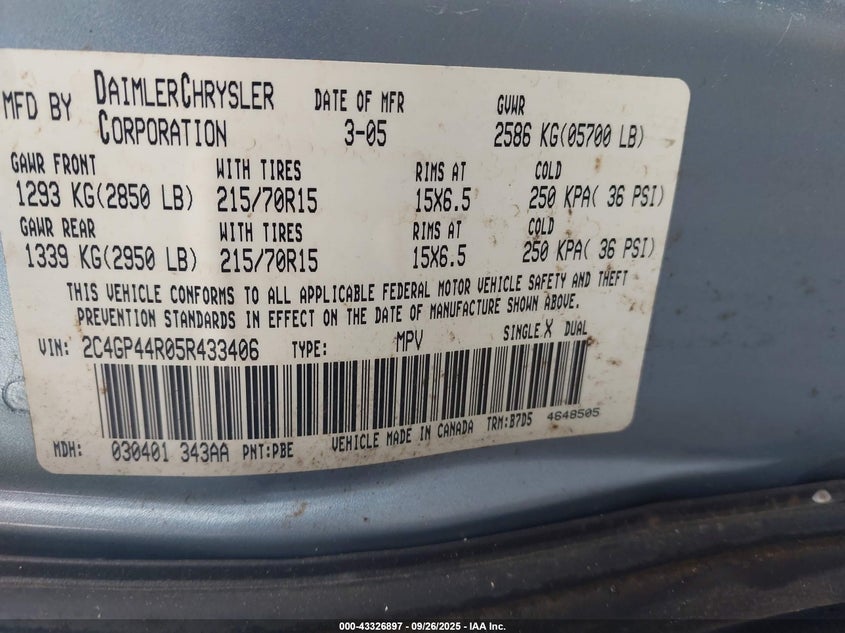 MFD BY DAIMLERCHRYSLER CORPORATION DATE OF MFR 3-05 GVWR 2586 KG(05700 LB)
GAWR FRONT WITH TIRES RIMS AT COLD
1293 KG(2850 LB) 215/70R15 15X6.5 250 KPA( 36 PSI)
GAWR REAR WITH TIRES RIMS AT COLD
1339 KG(2950 LB) 215/70R15 15X6.5 250 KPA( 36 PSI)
THIS VEHICLE CONFORMS TO ALL APPLICABLE FEDERAL MOTOR VEHICLE SAFETY AND THEFT
PREVENTION STANDARDS IN EFFECT ON THE DATE OF MANUFACTURE SHOWN ABOVE.
VIN: 2C4GP44R05R433406 TYPE: MPV SINGLE X DUAL
MDH: 030401 343AA PNT:PBE VEHICLE MADE IN CANADA TRM:B7D5 4648505
000-43326897 - 09/26/2025 - IAA Inc.